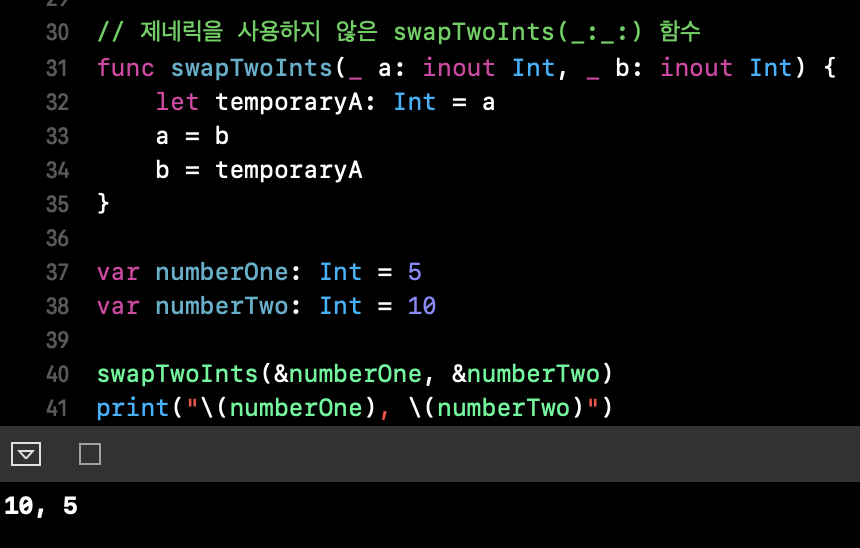 29
30 // 제네릭을 사용하지 않은 swapTwoInts(_:_:) 함수
31 func swapTwoInts(_ a: inout Int, _ b: inout Int) {
32     let temporaryA: Int = a
33     a = b
34     b = temporaryA
35 }
36
37 var numberOne: Int = 5
38 var numberTwo: Int = 10
39
40 swapTwoInts(&numberOne, &numberTwo)
41 print("\(numberOne), \(numberTwo)")
10, 5